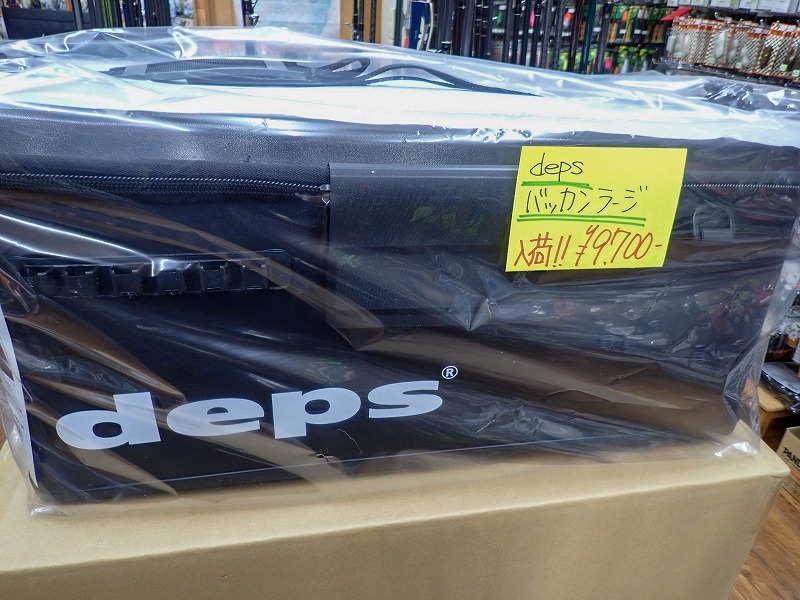 deps
バッカンラージ
入荷!! ¥9,700-
deps®